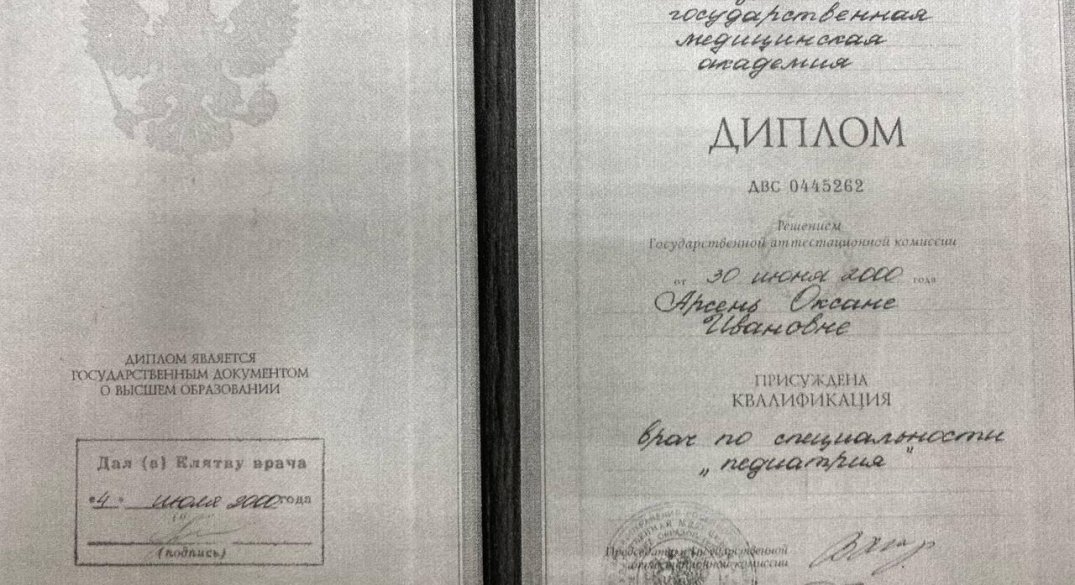 ДИПЛОМ ЯВЛЯЕТСЯ
ГОСУДАРСТВЕННЫМ ДОКУМЕНТОМ
О ВЫСШЕМ ОБРАЗОВАНИИ
Дал (а) Клятву врача
"4" июля 2000 года
(подпись)
государственная
медицинская
академия
ДИПЛОМ
ДВС 0445262
Решением
Государственной аттестационной комиссии
от 30 июня 2000 года
Арсень Оксане
Ивановне
ПРИСУЖДЕНА
КВАЛИФИКАЦИЯ
врач по специальности
„педиатрия"
Председатель Государственной
аттестационной комиссии